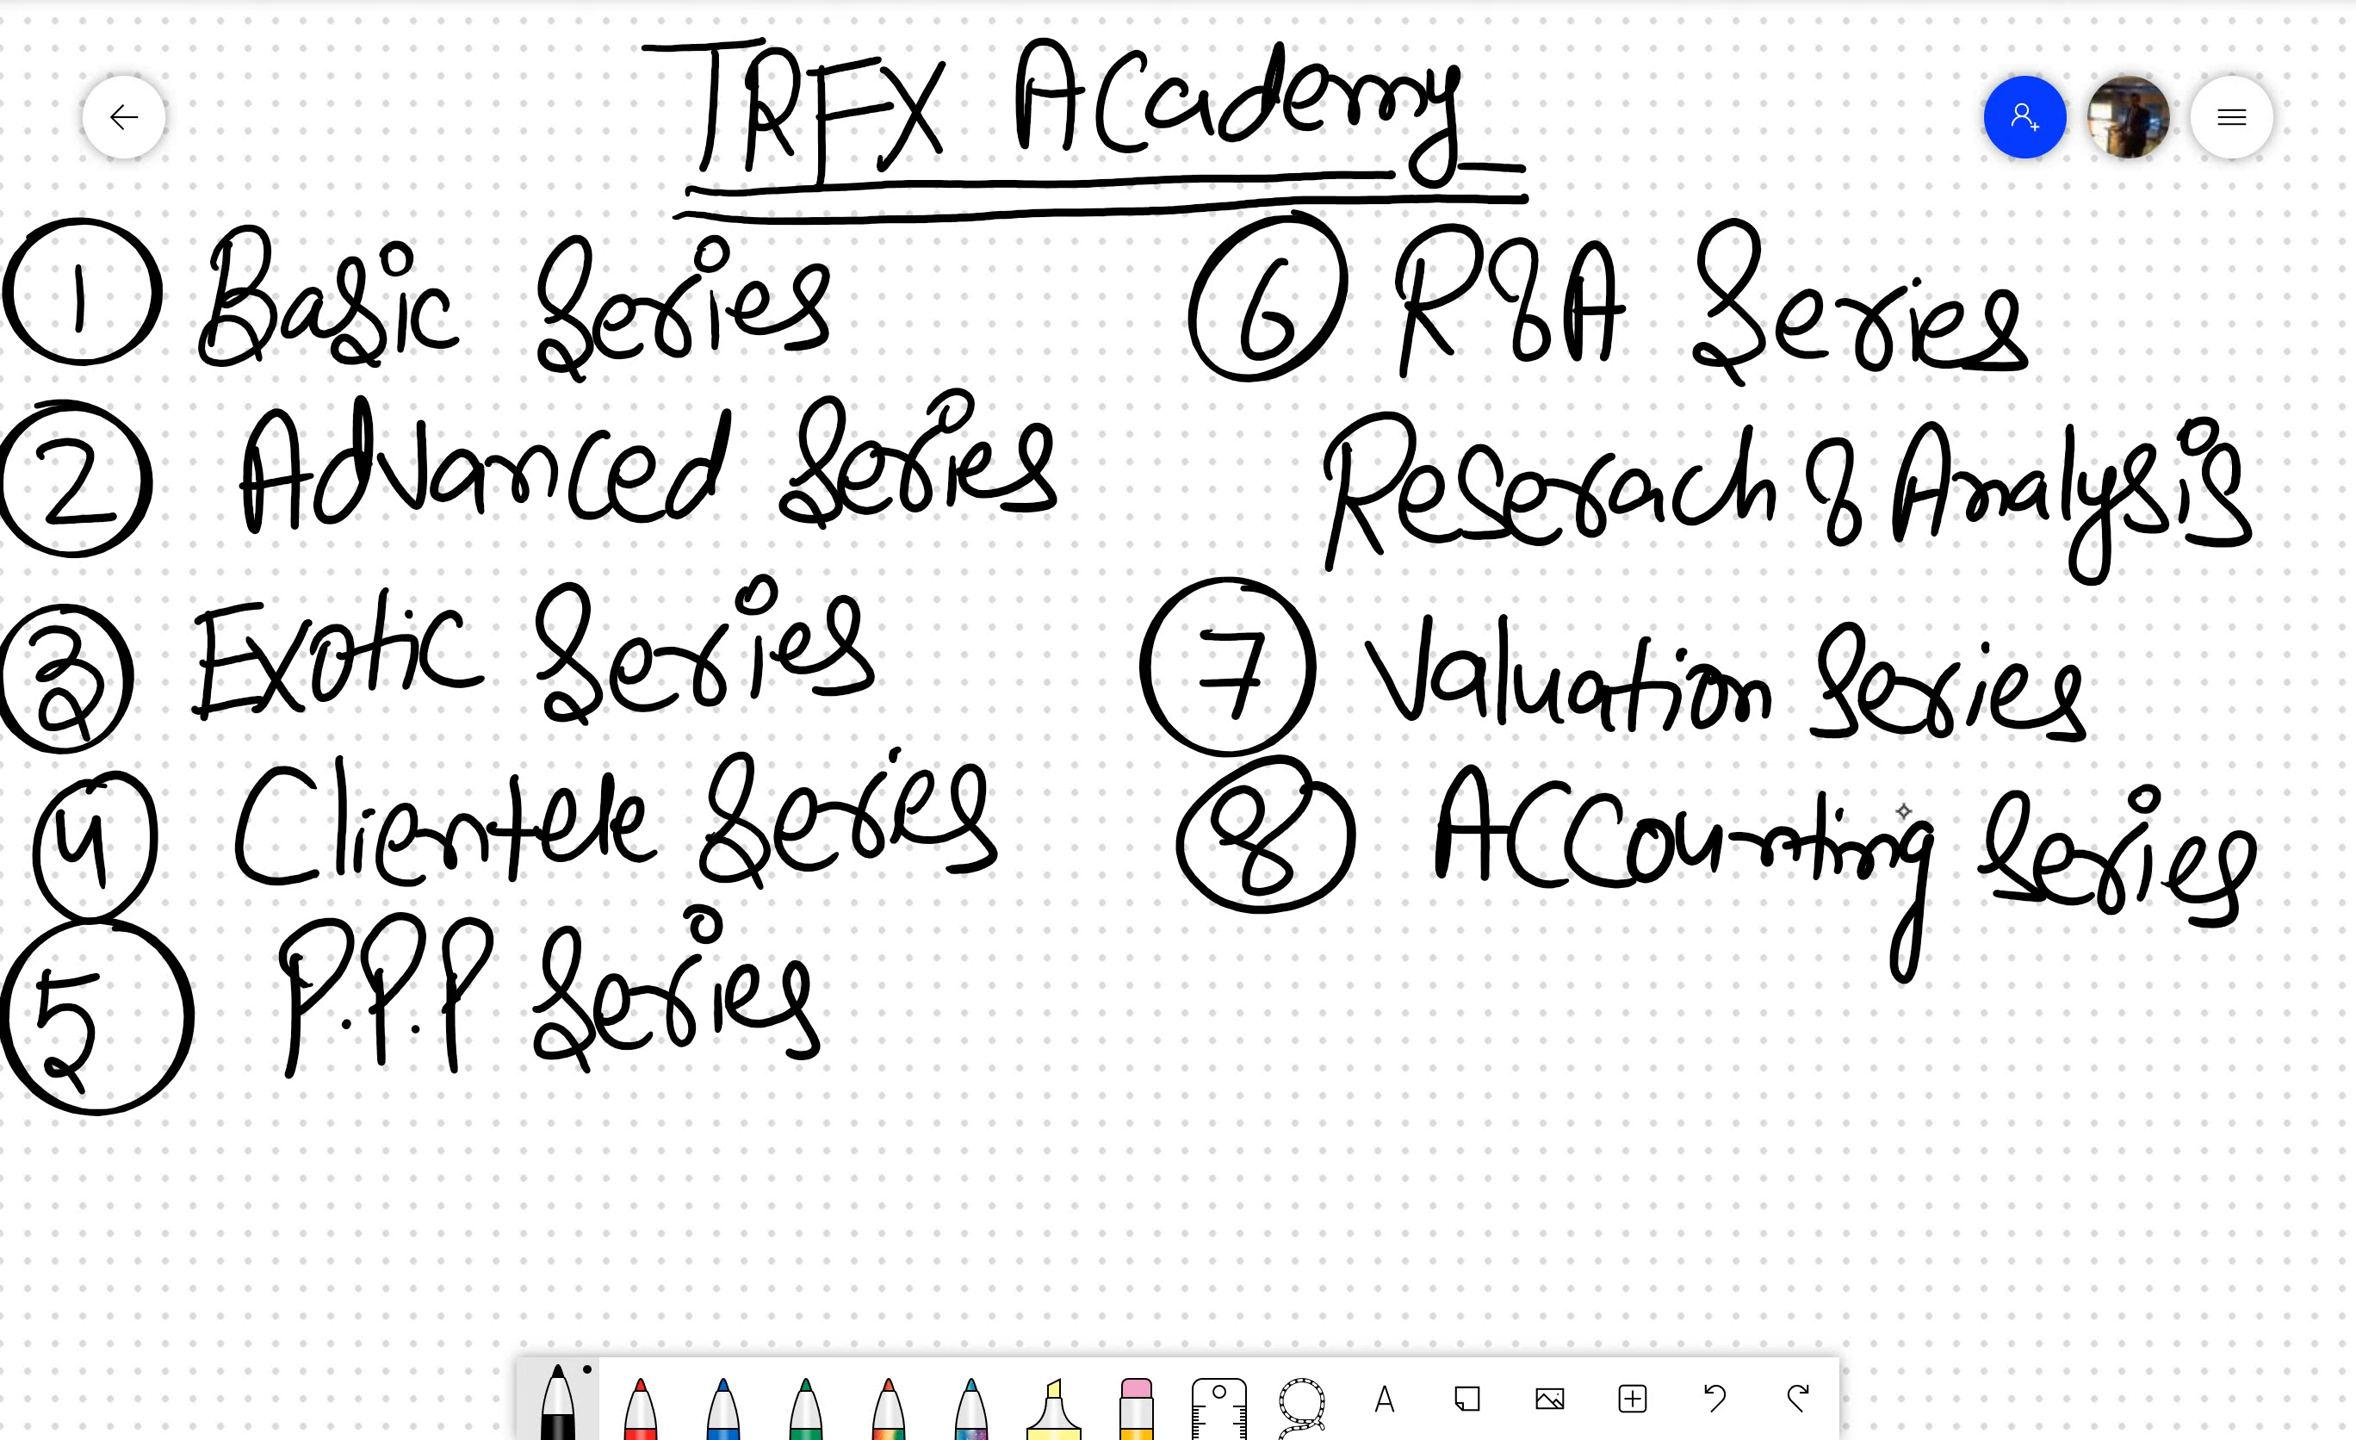 TRFX Academy
1 Basic Series
2 Advanced Series
3 Exotic Series
4 Clientele Series
5 P.P.P Series
6 R&A Series
Reserach & Analysis
7 Valuation Series
8 Accounting Series
A